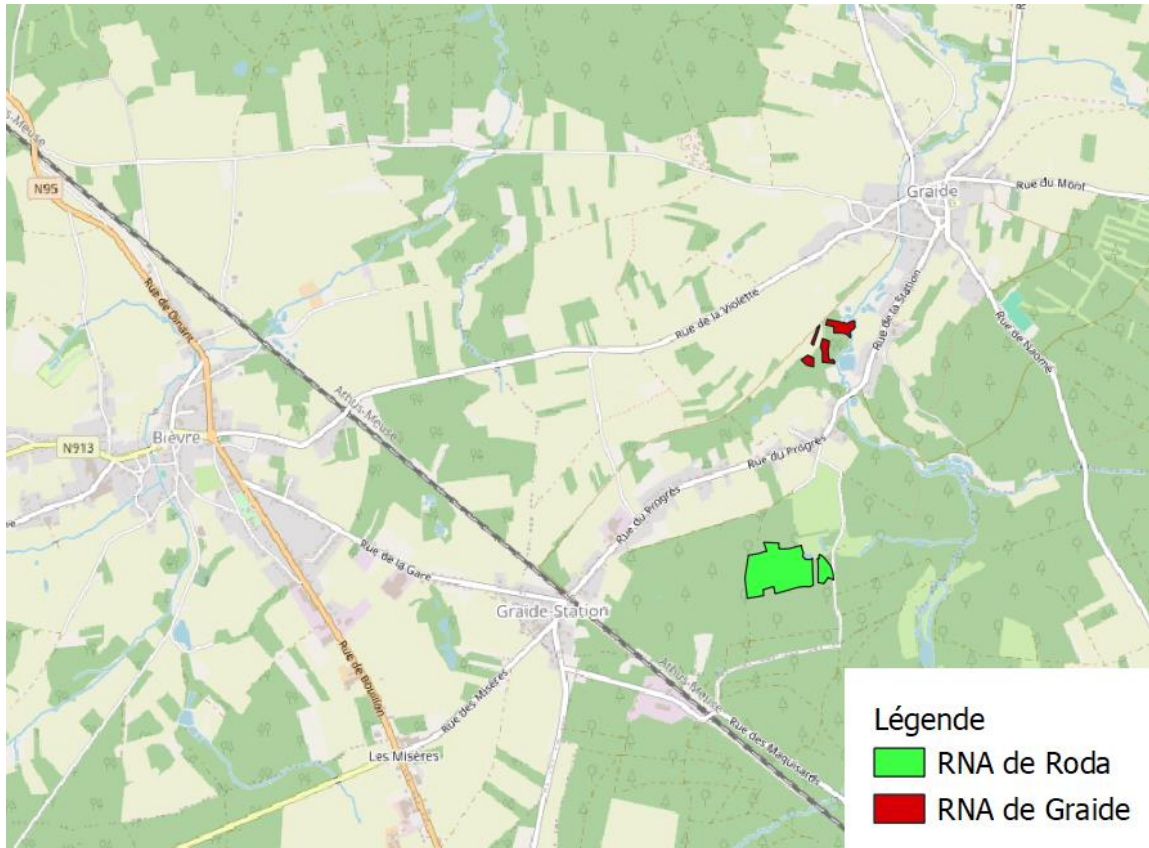 us-Meuse
N95
Graide
Rue du Mont
Rue de Dinant
Rue de la Violette
Rue de la Station
Rue de Naomé
Athus-Meuse
Bièvre
N913
Rue du Progrès
Rue du Progrès
Rue de la Gare
Graide-Station
Rue de Bouillon
Rue des Misères
Les Misères
Athus-Meuse
Rue des Maquisards
Légende
RNA de Roda
RNA de Graide